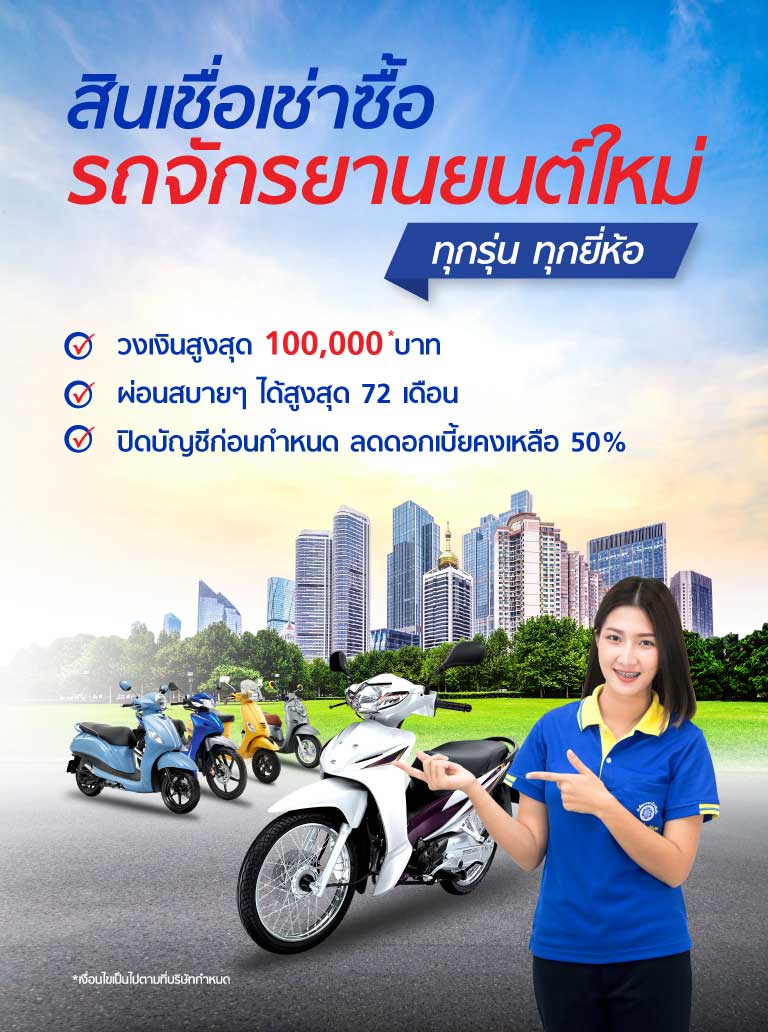 สินเชื่อเช่าซื้อ
รถจักรยานยนต์ใหม่
ทุกรุ่น ทุกยี่ห้อ
วงเงินสูงสุด 100,000*บาท
ผ่อนสบายๆ ได้สูงสุด 72 เดือน
ปิดบัญชีก่อนกำหนด ลดดอกเบี้ยคงเหลือ 50%
*เงื่อนไขเป็นไปตามที่บริษัทกำหนด